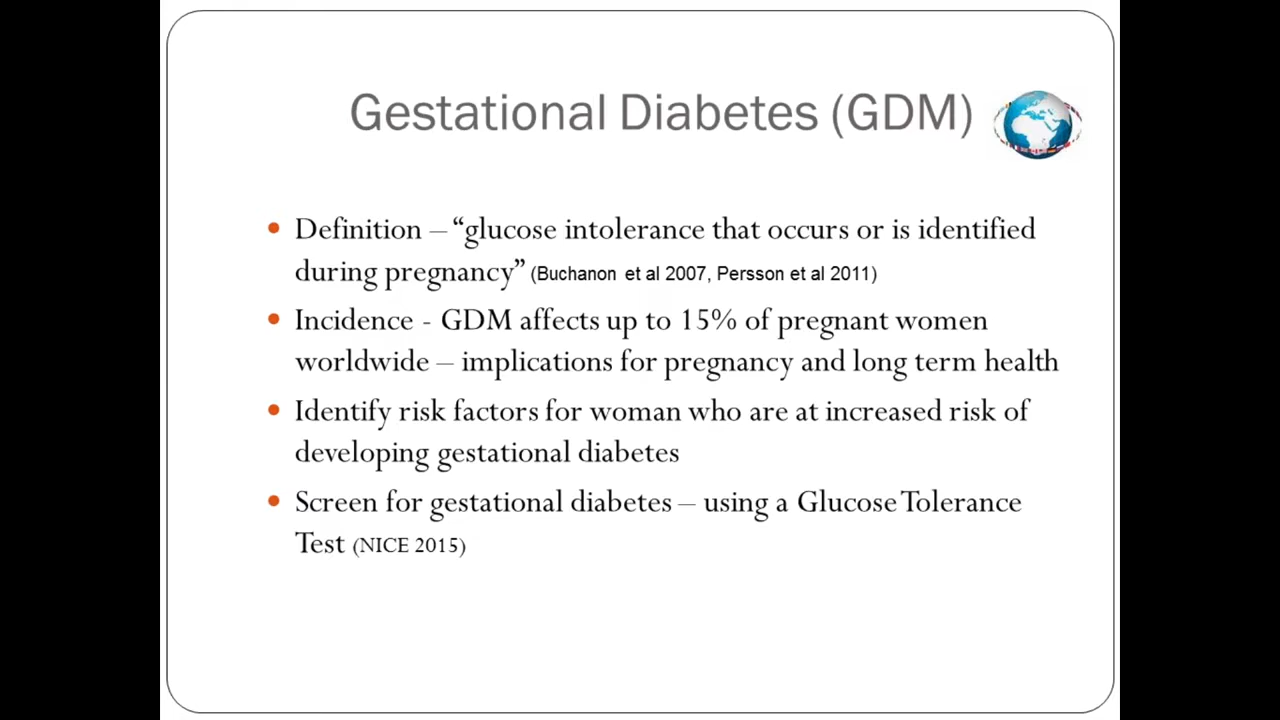 Gestational Diabetes (GDM)
Definition – “glucose intolerance that occurs or is identified
during pregnancy” (Buchanon et al 2007, Persson et al 2011)
Incidence - GDM affects up to 15% of pregnant women
worldwide – implications for pregnancy and long term health
Identify risk factors for woman who are at increased risk of
developing gestational diabetes
Screen for gestational diabetes – using a Glucose Tolerance
Test (NICE 2015)